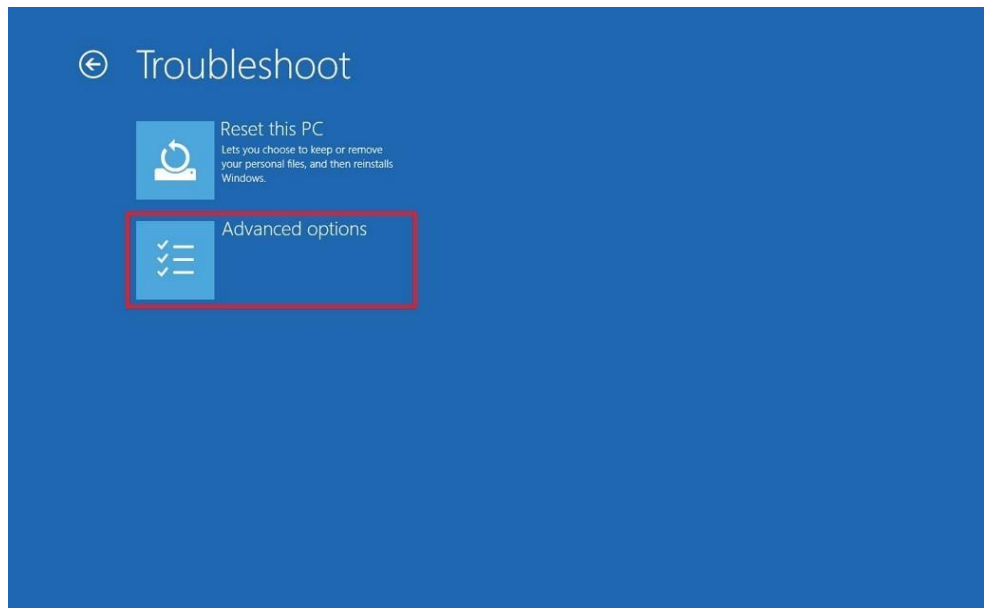 Troubleshoot
Reset this PC
Lets you choose to keep or remove
your personal files, and then reinstalls
Windows.
Advanced options